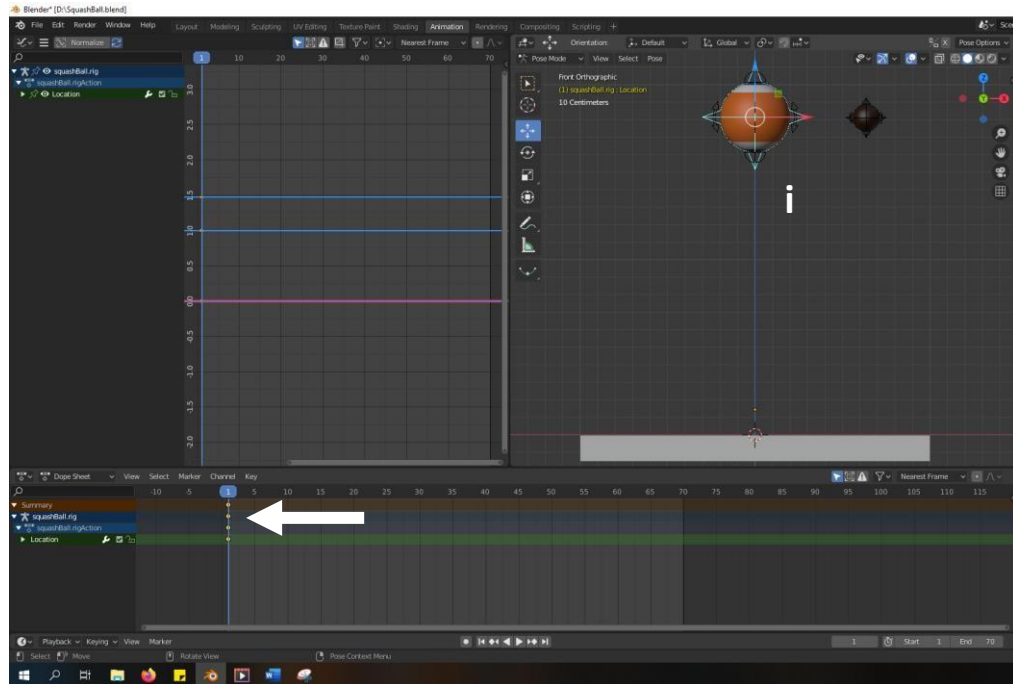 Blender* [D:\SquashBall.blend]
File Edit Render Window Help Layout Modeling Sculpting UV Editing Texture Paint Shading Animation Rendering Compositing Scripting + Scen
Normalize Nearest Frame Orientation: Default Global
10 20 30 40 50 60 70 1 Pose Mode View Select Pose X Pose Options
squashBall.rig
squashBall.rigAction
Location
Front Orthographic
(1) squashBall.rig : Location
10 Centimeters
3.0
2.5
2.0
1.5
1.0
0.5
0.0
-0.5
-1.0
-1.5
-2.0
i
Z
Y
X
Dope Sheet View Select Marker Channel Key Nearest Frame
-10 -5 1 5 10 15 20 25 30 35 40 45 50 55 60 65 70 75 80 85 90 95 100 105 110 115
Summary
squashBall.rig
squashBall.rigAction
Location
Playback Keying View Marker 1 Start 1 End 70
Select Move Rotate View Pose Context Menu